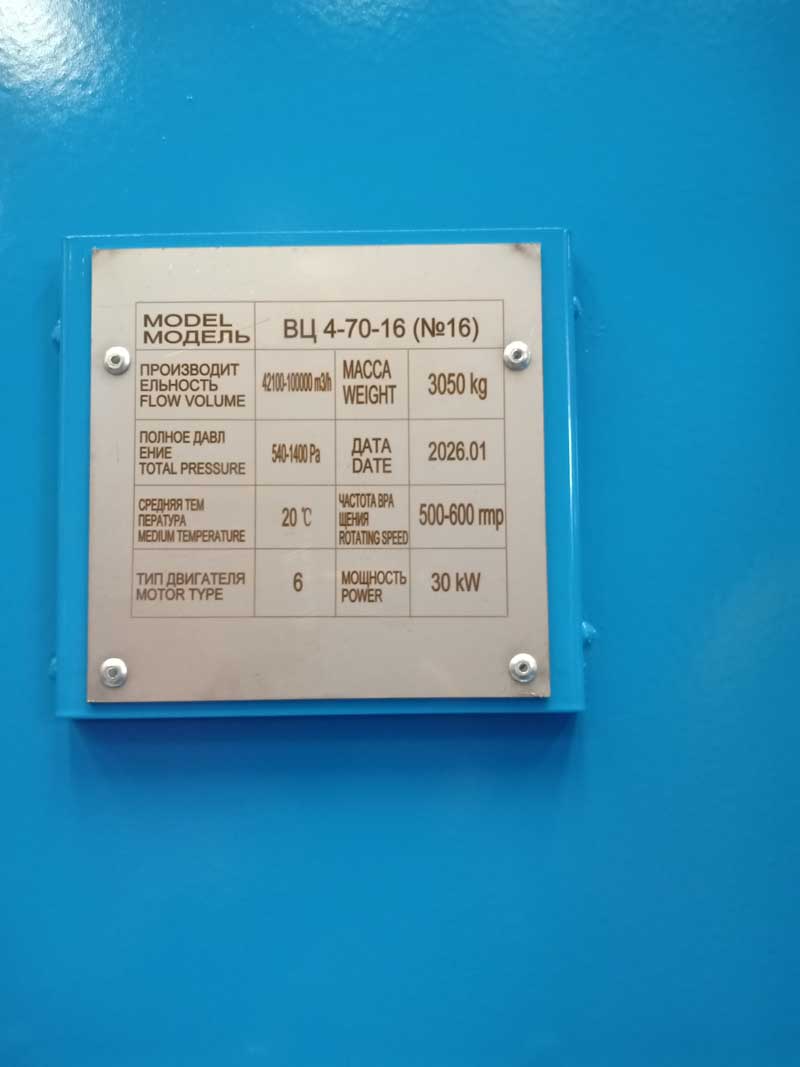 MODEL
МОДЕЛЬ
ВЦ 4-70-16 (№16)
ПРОИЗВОДИТ
ЕЛЬНОСТЬ
FLOW VOLUME
42100-100000 m3/h
МАССА
WEIGHT
3050 kg
ПОЛНОЕ ДАВЛ
ЕНИЕ
TOTAL PRESSURE
540-1400 Pa
ДАТА
DATE
2026.01
СРЕДНЯЯ ТЕМ
ПЕРАТУРА
MEDIUM TEMPERATURE
20 ℃
ЧАСТОТА ВРА
ЩЕНИЯ
ROTATING SPEED
500-600 rmp
ТИП ДВИГАТЕЛЯ
MOTOR TYPE
6
МОЩНОСТЬ
POWER
30 kW